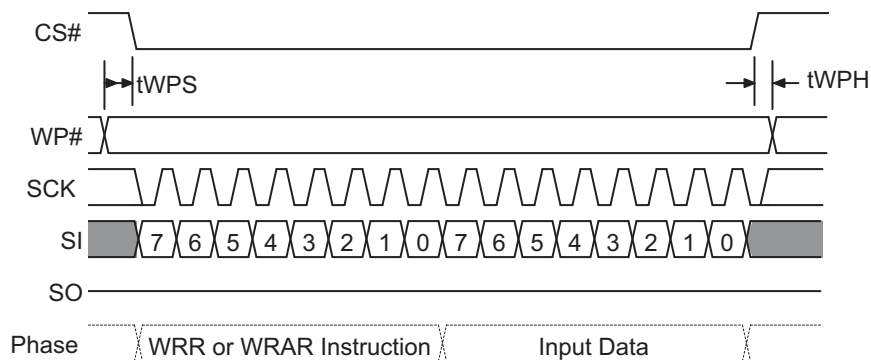 CS#
tWPS
tWPH
WP#
SCK
SI 7 6 5 4 3 2 1 0 7 6 5 4 3 2 1 0
SO
Phase WRR or WRAR Instruction Input Data